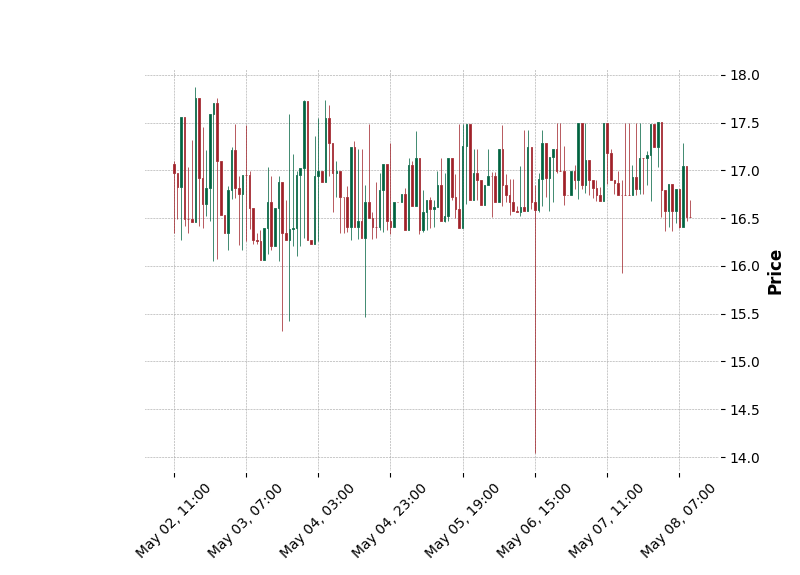 18.0
17.5
17.0
16.5
16.0
15.5
15.0
14.5
14.0
Price
May 02, 11:00
May 03, 07:00
May 04, 03:00
May 04, 23:00
May 05, 19:00
May 06, 15:00
May 07, 11:00
May 08, 07:00